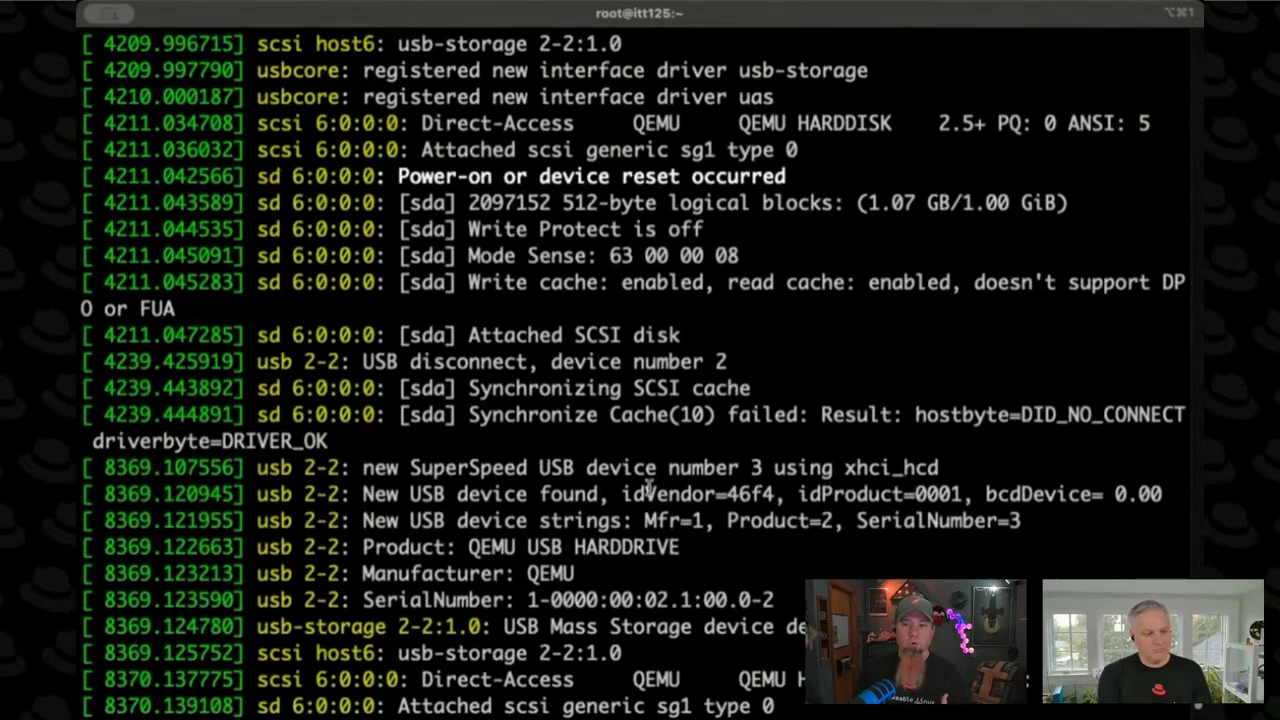 root@itt125:~
⌥⌘1
[ 4209.996715] scsi host6: usb-storage 2-2:1.0
[ 4209.997790] usbcore: registered new interface driver usb-storage
[ 4210.000187] usbcore: registered new interface driver uas
[ 4211.034708] scsi 6:0:0:0: Direct-Access     QEMU     QEMU HARDDISK    2.5+ PQ: 0 ANSI: 5
[ 4211.036032] scsi 6:0:0:0: Attached scsi generic sg1 type 0
[ 4211.042566] sd 6:0:0:0: Power-on or device reset occurred
[ 4211.043589] sd 6:0:0:0: [sda] 2097152 512-byte logical blocks: (1.07 GB/1.00 GiB)
[ 4211.044535] sd 6:0:0:0: [sda] Write Protect is off
[ 4211.045091] sd 6:0:0:0: [sda] Mode Sense: 63 00 00 08
[ 4211.045283] sd 6:0:0:0: [sda] Write cache: enabled, read cache: enabled, doesn't support DP
O or FUA
[ 4211.047285] sd 6:0:0:0: [sda] Attached SCSI disk
[ 4239.425919] usb 2-2: USB disconnect, device number 2
[ 4239.443892] sd 6:0:0:0: [sda] Synchronizing SCSI cache
[ 4239.444891] sd 6:0:0:0: [sda] Synchronize Cache(10) failed: Result: hostbyte=DID_NO_CONNECT
driverbyte=DRIVER_OK
[ 8369.107556] usb 2-2: new SuperSpeed USB device number 3 using xhci_hcd
[ 8369.120945] usb 2-2: New USB device found, idVendor=46f4, idProduct=0001, bcdDevice= 0.00
[ 8369.121955] usb 2-2: New USB device strings: Mfr=1, Product=2, SerialNumber=3
[ 8369.122663] usb 2-2: Product: QEMU USB HARDDRIVE
[ 8369.123213] usb 2-2: Manufacturer: QEMU
[ 8369.123590] usb 2-2: SerialNumber: 1-0000:00:02.1:00.0-2
[ 8369.124780] usb-storage 2-2:1.0: USB Mass Storage device de
[ 8369.125752] scsi host6: usb-storage 2-2:1.0
[ 8370.137775] scsi 6:0:0:0: Direct-Access     QEMU     QEMU H
[ 8370.139108] scsi 6:0:0:0: Attached scsi generic sg1 type 0
Linux